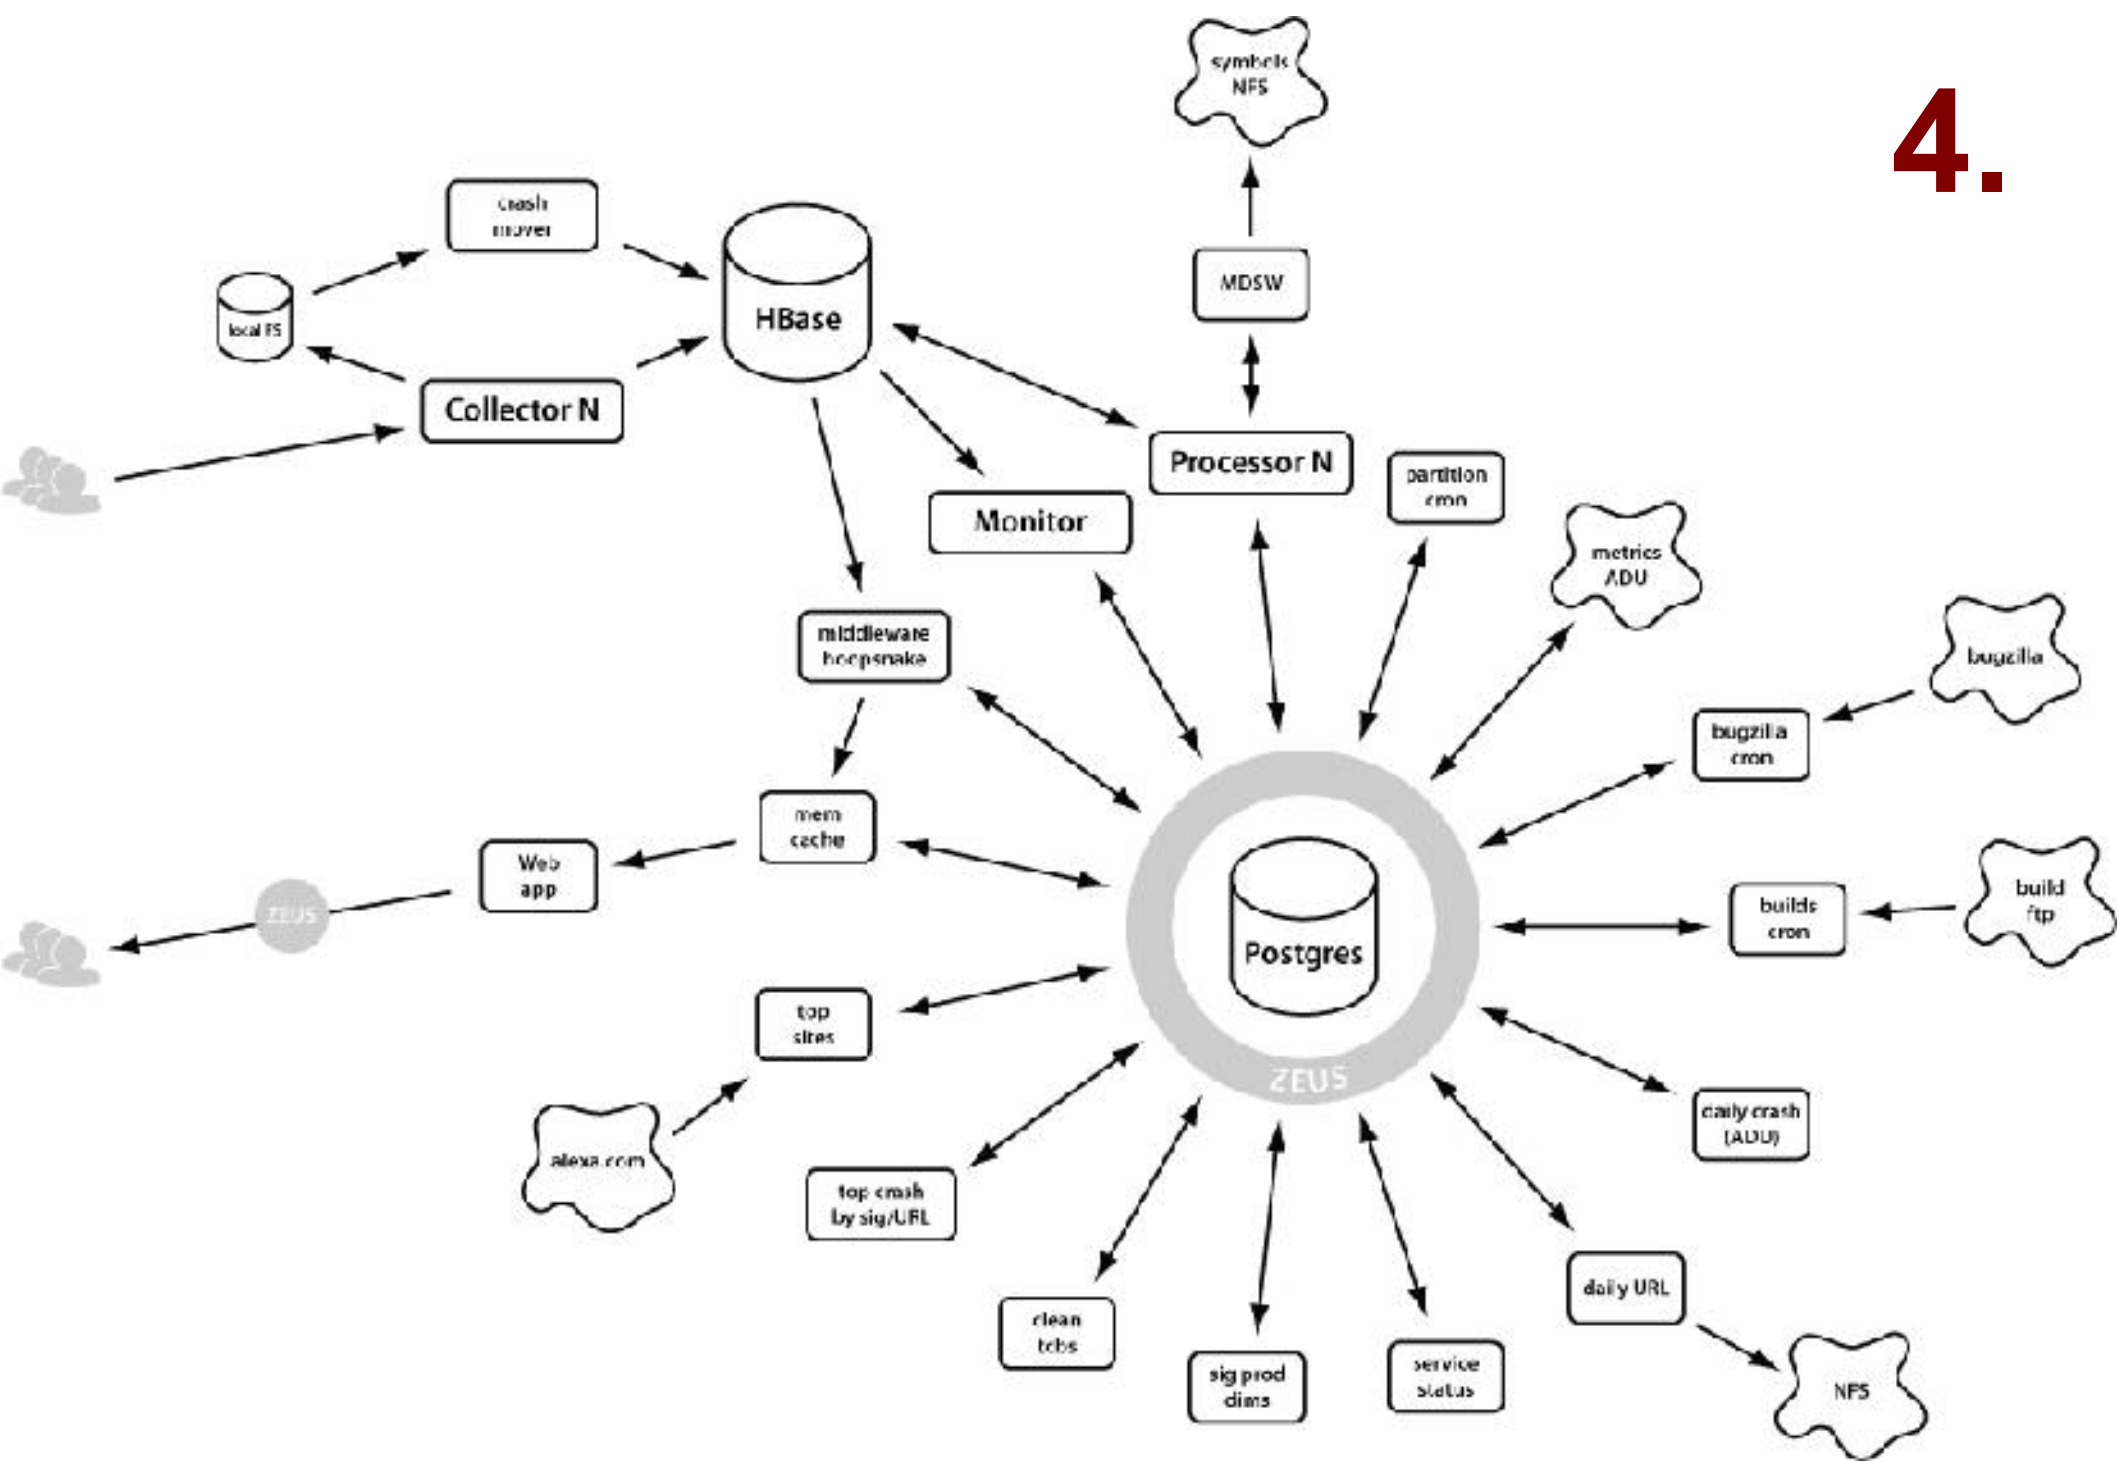 symbols
NFS
4.
crash
mover
MDSW
HBase
local FS
Collector N
Processor N
partition
cron
Monitor
metrics
ADU
middleware
hoopsnake
bugzilla
bugzilla
cron
mem
cache
Web
app
ZEUS
builds
cron
build
ftp
Postgres
top
sites
ZEUS
daily crash
(ADU)
alexa.com
top crash
by sig/URL
daily URL
clean
tcbs
sig prod
dims
service
status
NFS